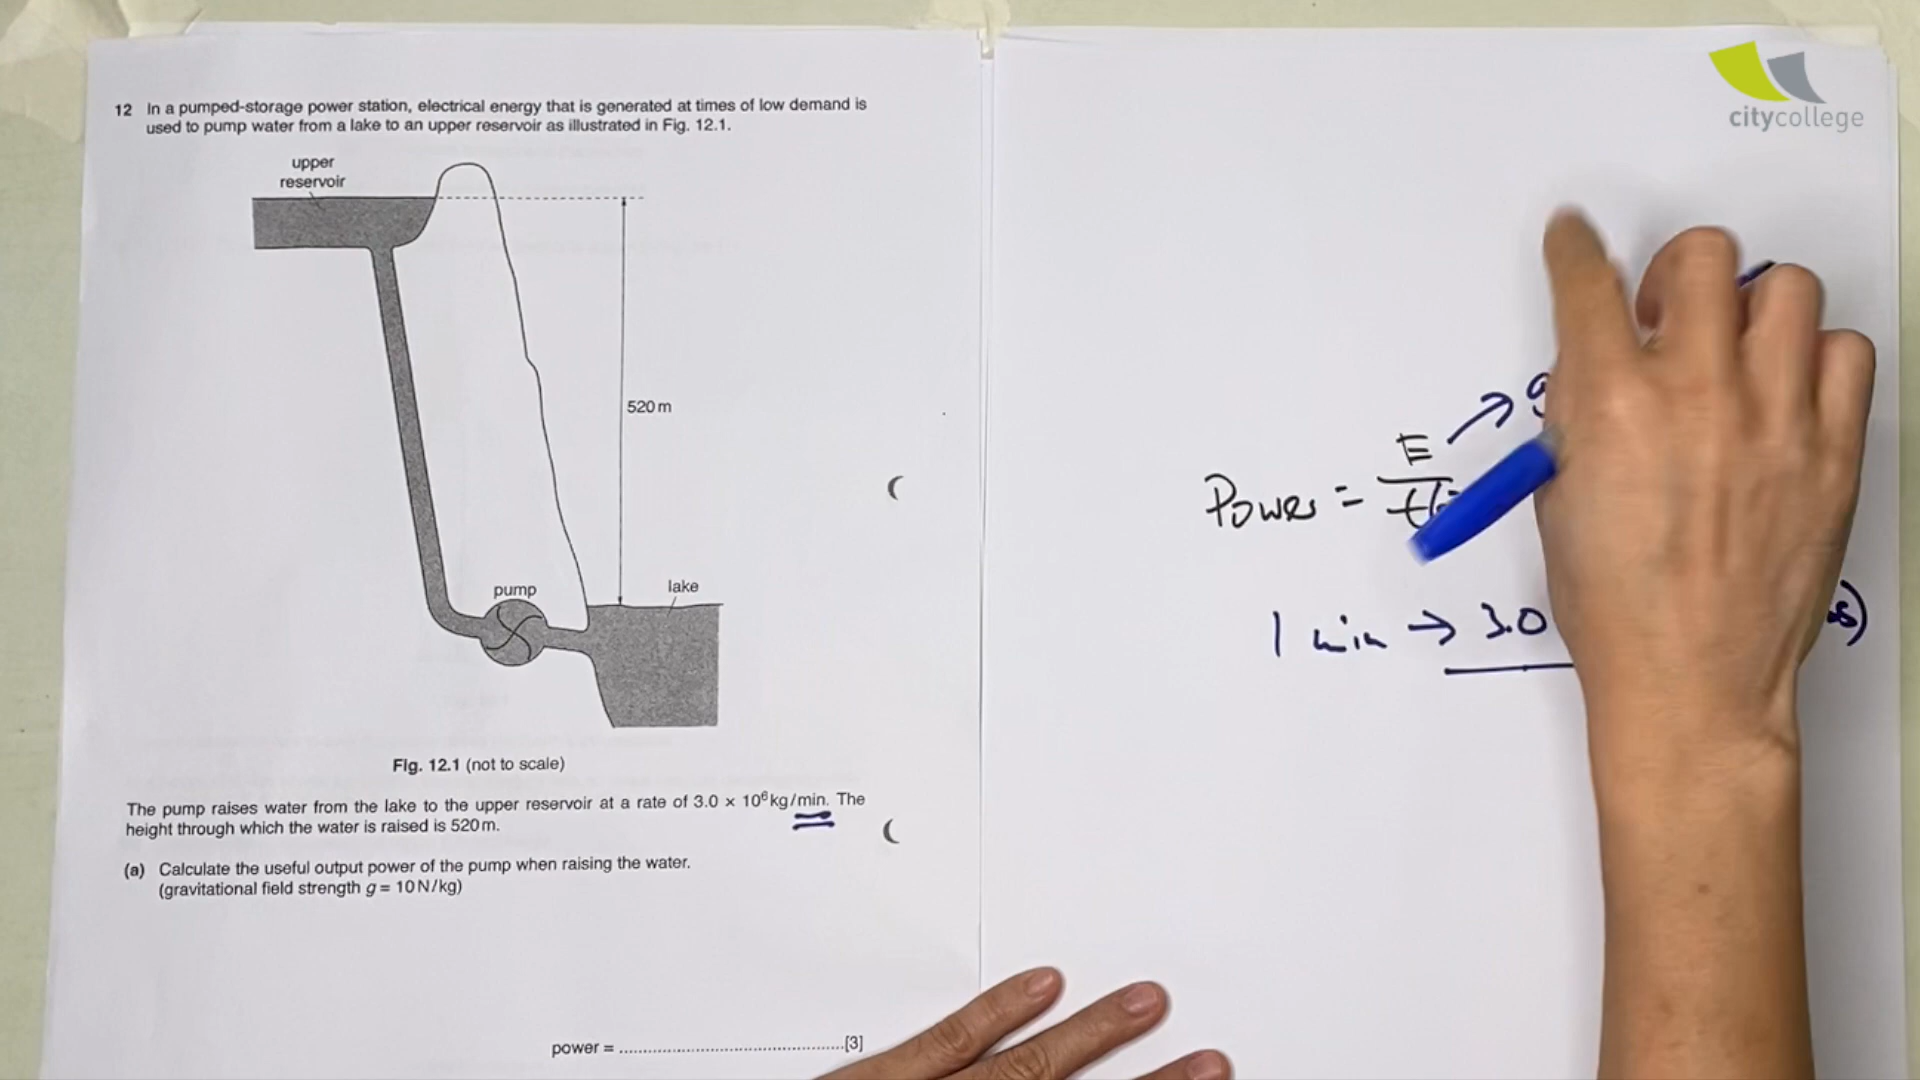 citycollege
12 In a pumped-storage power station, electrical energy that is generated at times of low demand is
used to pump water from a lake to an upper reservoir as illustrated in Fig. 12.1.
upper
reservoir
520 m
pump
lake
Fig. 12.1 (not to scale)
The pump raises water from the lake to the upper reservoir at a rate of 3.0 × 10⁶ kg/min. The
height through which the water is raised is 520 m.
(a) Calculate the useful output power of the pump when raising the water.
(gravitational field strength g = 10 N/kg)
power = ................................................[3]
Power = E
1 min → 3.0